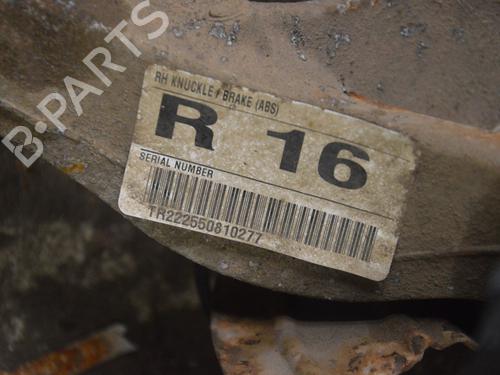 B-PARTS
RH KNUCKLE / BRAKE (ABS)
R 16
SERIAL NUMBER
TR222550810277